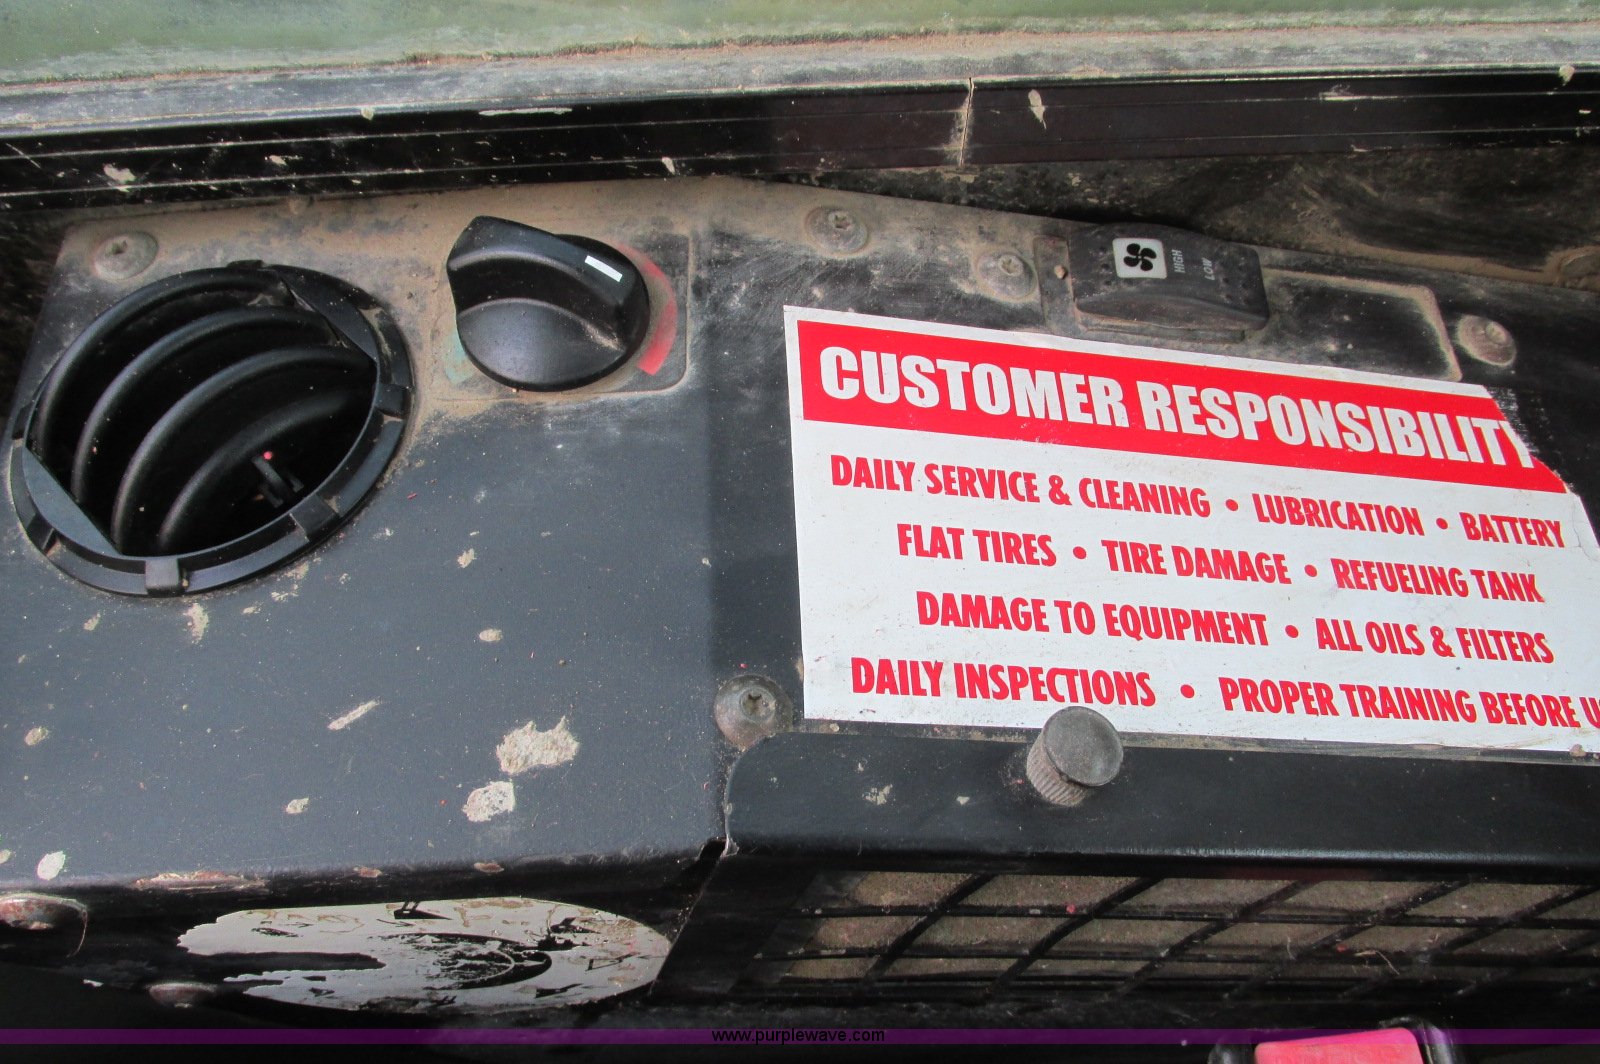 HIGH LOW
CUSTOMER RESPONSIBILITY
DAILY SERVICE & CLEANING • LUBRICATION • BATTERY
FLAT TIRES • TIRE DAMAGE • REFUELING TANK
DAMAGE TO EQUIPMENT • ALL OILS & FILTERS
DAILY INSPECTIONS • PROPER TRAINING BEFORE U
www.purplewave.com